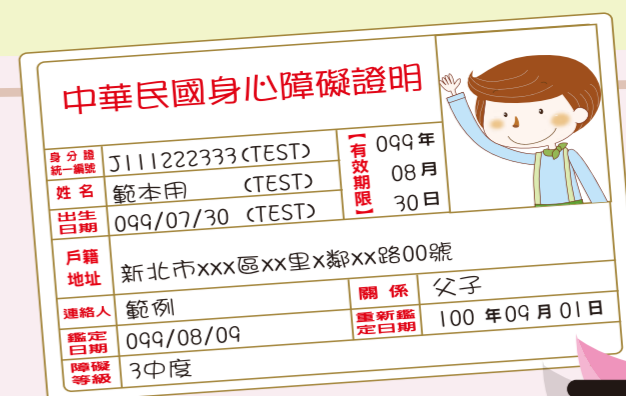 中華民國身心障礙證明
身分證統一編號 J111222333(TEST)
【有效期限】 099年08月30日
姓名 範本用 (TEST)
出生日期 099/07/30 (TEST)
戶籍地址 新北市xxx區xx里x鄰xx路00號
連絡人 範例 關係 父子
鑑定日期 099/08/09 重新鑑定日期 100年09月01日
障礙等級 3中度